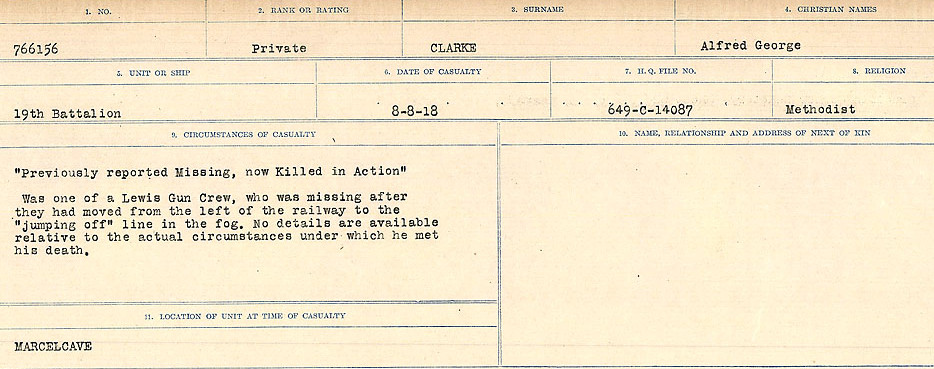 1. NO. 2. RANK OR RATING 3. SURNAME 4. CHRISTIAN NAMES
766156 Private CLARKE Alfred George
5. UNIT OR SHIP 6. DATE OF CASUALTY 7. H.Q. FILE NO. 8. RELIGION
19th Battalion 8-8-18 649-C-14087 Methodist
9. CIRCUMSTANCES OF CASUALTY
"Previously reported Missing, now Killed in Action"
Was one of a Lewis Gun Crew, who was missing after
they had moved from the left of the railway to the
"jumping off" line in the fog. No details are available
relative to the actual circumstances under which he met
his death.
10. NAME, RELATIONSHIP AND ADDRESS OF NEXT OF KIN
11. LOCATION OF UNIT AT TIME OF CASUALTY
MARCELCAVE